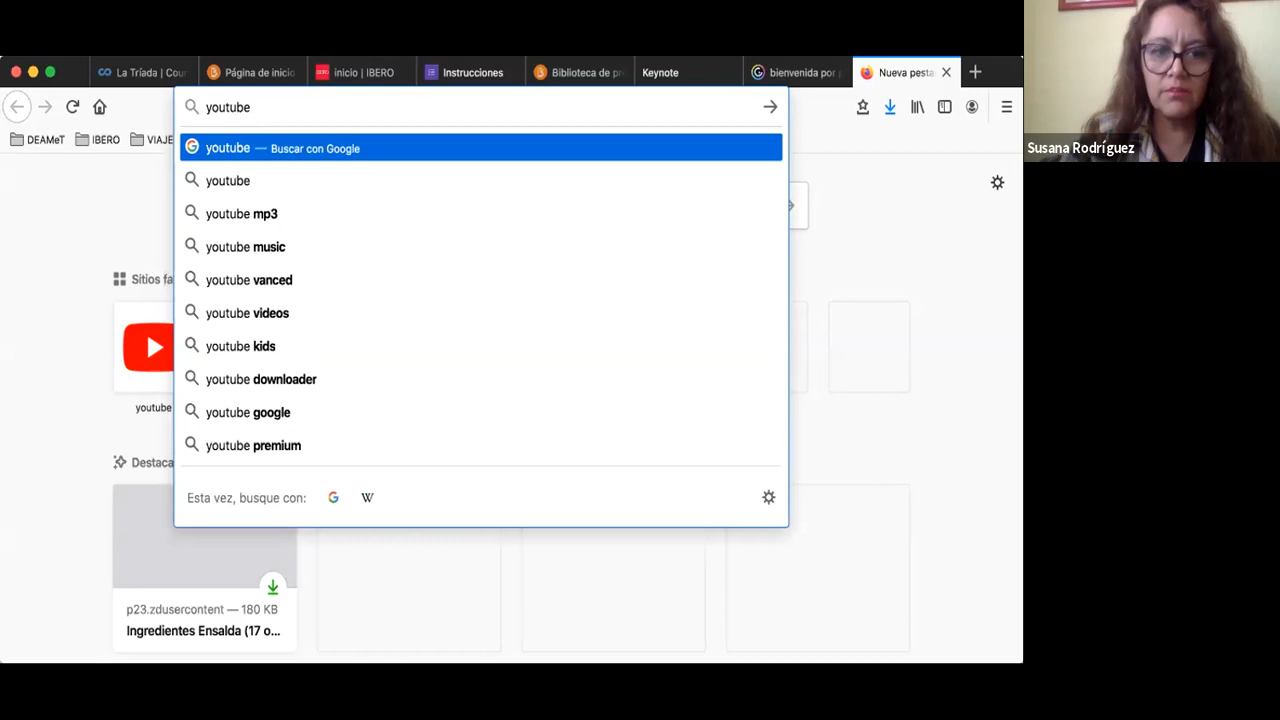 La Tríada | Cour
Página de inicio
inicio | IBERO
Instrucciones
Biblioteca de pr
Keynote
bienvenida por
Nueva pesta
youtube
DEAMeT
IBERO
VIAJE
Susana Rodríguez
youtube — Buscar con Google
youtube
youtube mp3
youtube music
youtube vanced
youtube videos
youtube kids
youtube downloader
youtube google
youtube premium
Esta vez, busque con:
W
Sitios fa
youtube
Destaca
p23.zdusercontent — 180 KB
Ingredientes Ensalda (17 o...